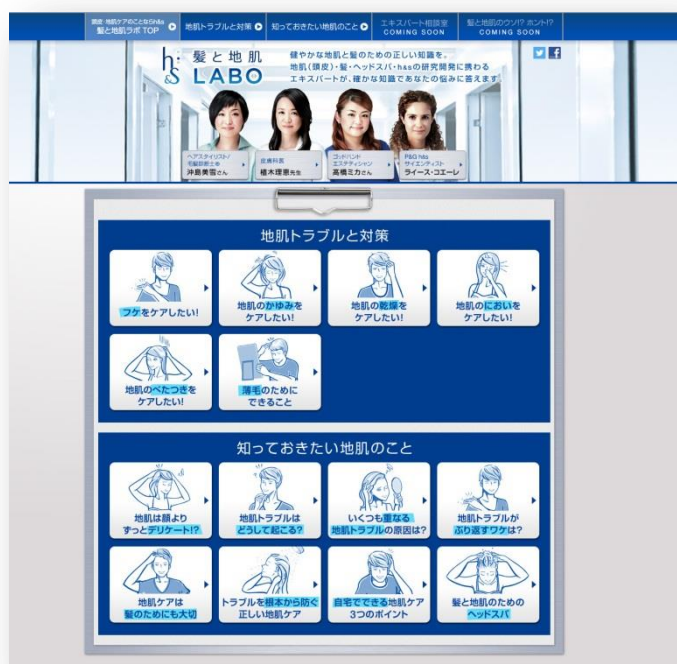 頭皮・地肌ケアのことならh&s
髪と地肌ラボ TOP
地肌トラブルと対策
知っておきたい地肌のこと
エキスパート相談室
COMING SOON
髪と地肌のウソ!? ホント!?
COMING SOON
h&s
髪と地肌
LABO
健やかな地肌と髪のための正しい知識を。
地肌(頭皮)・髪・ヘッドスパ・h&sの研究開発に携わる
エキスパートが、確かな知識であなたの悩みに答えます
ヘアスタイリスト/
沖島美雪さん
皮膚科医
植木理恵先生
ゴッドハンド
エステティシャン
高橋ミカさん
P&G h&s
サイエンティスト
ライース・コエーレ
地肌トラブルと対策
フケをケアしたい!
地肌のかゆみを
ケアしたい!
地肌の乾燥を
ケアしたい!
地肌のにおいを
ケアしたい!
地肌のべたつきを
ケアしたい!
薄毛のために
できること
知っておきたい地肌のこと
地肌は顔より
ずっとデリケート!?
地肌トラブルは
どうして起こる?
いくつも重なる
地肌トラブルの原因は?
地肌トラブルが
ぶり返すワケは?
地肌ケアは
髪のためにも大切
トラブルを根本から防ぐ
正しい地肌ケア
自宅でできる地肌ケア
3つのポイント
髪と地肌のための
ヘッドスパ